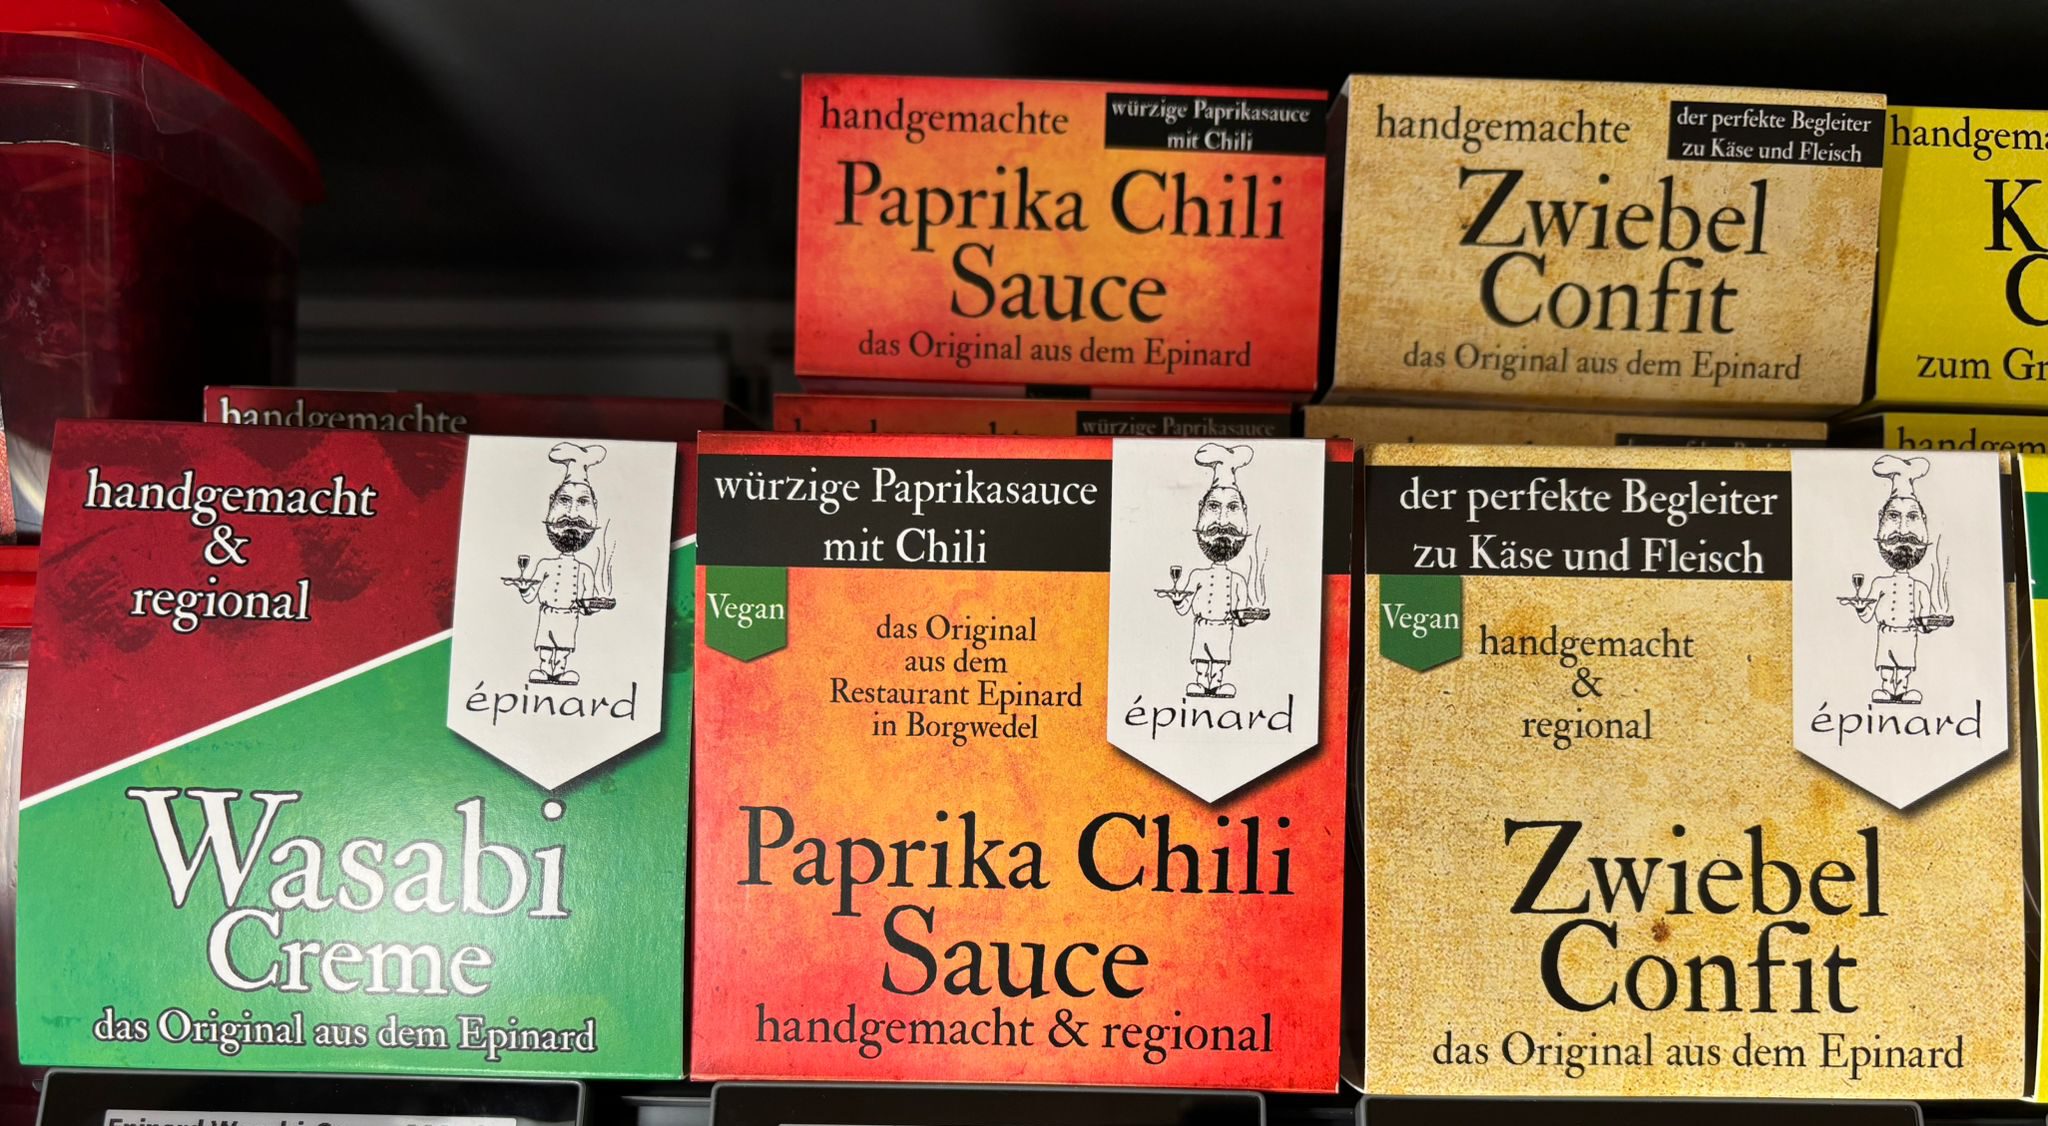 handgemachte
würzige Paprikasauce
mit Chili
Paprika Chili
Sauce
das Original aus dem Epinard
handgemachte
der perfekte Begleiter
zu Käse und Fleisch
Zwiebel
Confit
das Original aus dem Epinard
zum
handgemachte
würzige Paprikasauce
handgemacht
&
regional
épinard
Wasabi
Creme
das Original aus dem Epinard
würzige Paprikasauce
mit Chili
Vegan
das Original
aus dem
Restaurant Epinard
in Borgwedel
épinard
Paprika Chili
Sauce
handgemacht & regional
der perfekte Begleiter
zu Käse und Fleisch
Vegan
handgemacht
&
regional
épinard
Zwiebel
Confit
das Original aus dem Epinard